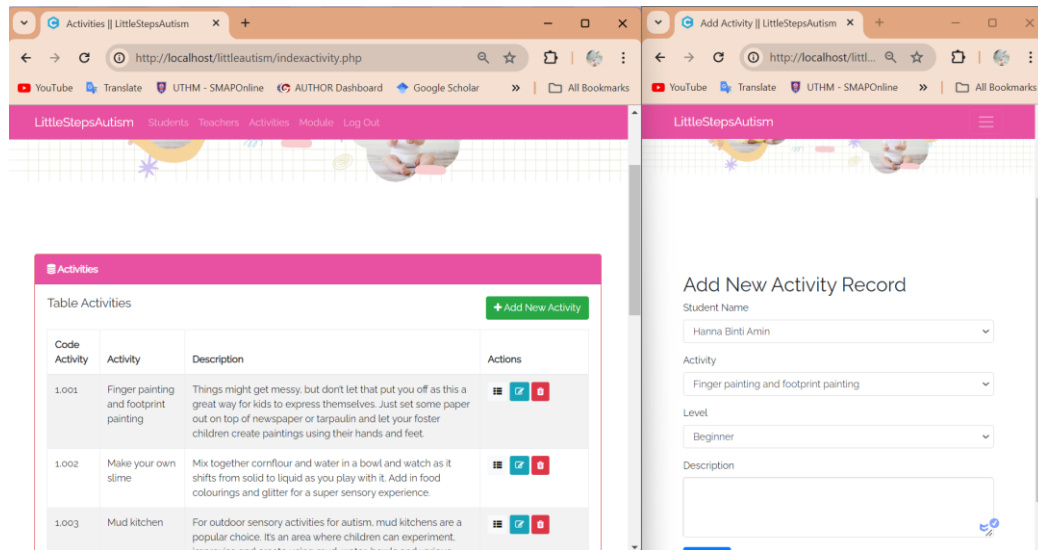 Activities || LittleStepsAutism
http://localhost/littleautism/indexactivity.php
YouTube Translate UTHM - SMAPOnline AUTHOR Dashboard Google Scholar » All Bookmarks
LittleStepsAutism Students Teachers Activities Module Log Out
Activities
Table Activities
+ Add New Activity
Code Activity Activity Description Actions
1.001 Finger painting and footprint painting
Things might get messy, but don't let that put you off as this a
great way for kids to express themselves. Just set some paper
out on top of newspaper or tarpaulin and let your foster
children create paintings using their hands and feet.
1.002 Make your own slime
Mix together cornflour and water in a bowl and watch as it
shifts from solid to liquid as you play with it. Add in food
colourings and glitter for a super sensory experience.
1.003 Mud kitchen
For outdoor sensory activities for autism, mud kitchens are a
popular choice. It's an area where children can experiment,
Add Activity || LittleStepsAutism
http://localhost/littl...
YouTube Translate UTHM - SMAPOnline » All Bookmarks
LittleStepsAutism
Add New Activity Record
Student Name
Hanna Binti Amin
Activity
Finger painting and footprint painting
Level
Beginner
Description